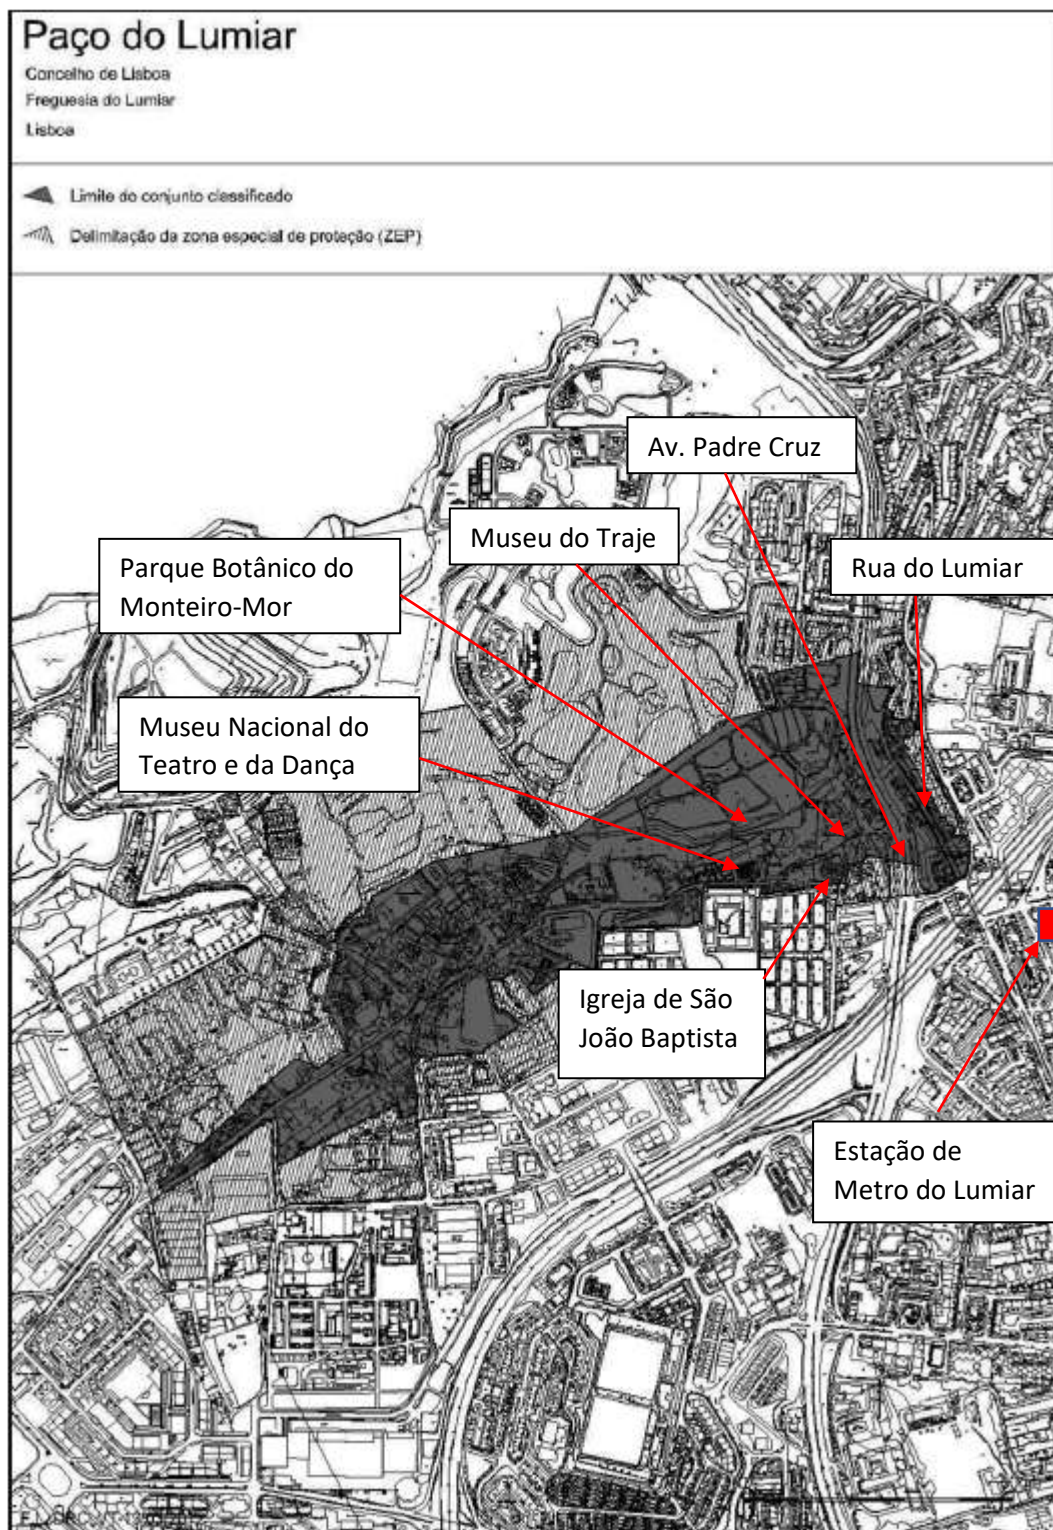 Paço do Lumiar
Concelho de Lisboa
Freguesia do Lumiar
Lisboa
Limite do conjunto classificado
Delimitação da zona especial de proteção (ZEP)
Av. Padre Cruz
Museu do Traje
Rua do Lumiar
Parque Botânico do
Monteiro-Mor
Museu Nacional do
Teatro e da Dança
Igreja de São
João Baptista
Estação de
Metro do Lumiar